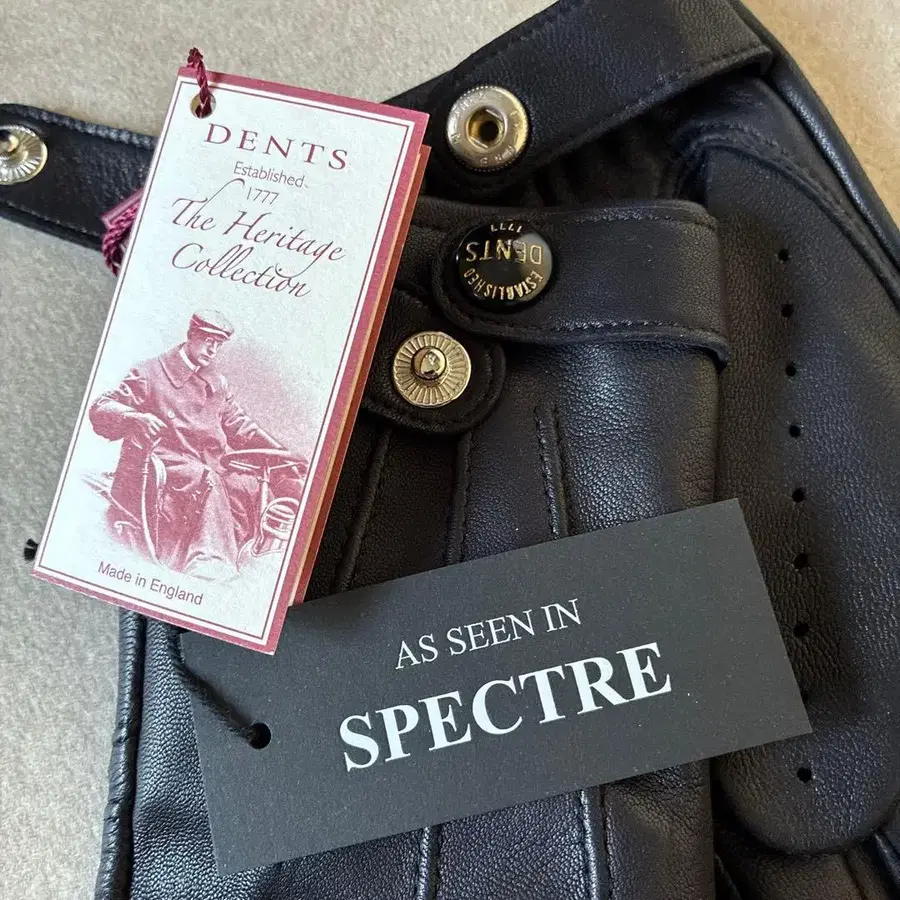 DENTS
Established
1777
The Heritage
Collection
Made in England
ESTABLISHED
DENTS
1777
AS SEEN IN
SPECTRE